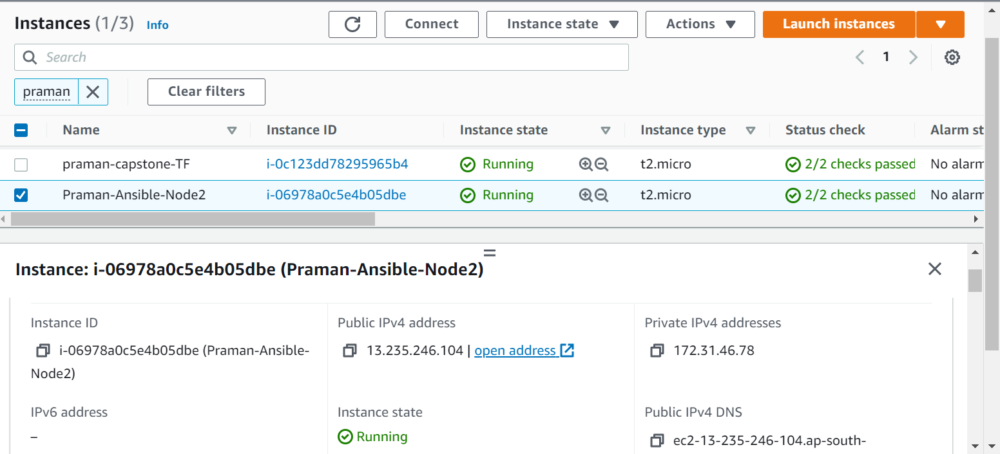 Instances (1/3) Info Connect Instance state Actions Launch instances
Search 1
praman Clear filters
Name Instance ID Instance state Instance type Status check Alarm st
praman-capstone-TF i-0c123dd78295965b4 Running t2.micro 2/2 checks passed No alarm
Praman-Ansible-Node2 i-06978a0c5e4b05dbe Running t2.micro 2/2 checks passed No alarm
Instance: i-06978a0c5e4b05dbe (Praman-Ansible-Node2)
Instance ID Public IPv4 address Private IPv4 addresses
i-06978a0c5e4b05dbe (Praman-Ansible- 13.235.246.104 | open address 172.31.46.78
Node2)
IPv6 address Instance state Public IPv4 DNS
– Running ec2-13-235-246-104.ap-south-